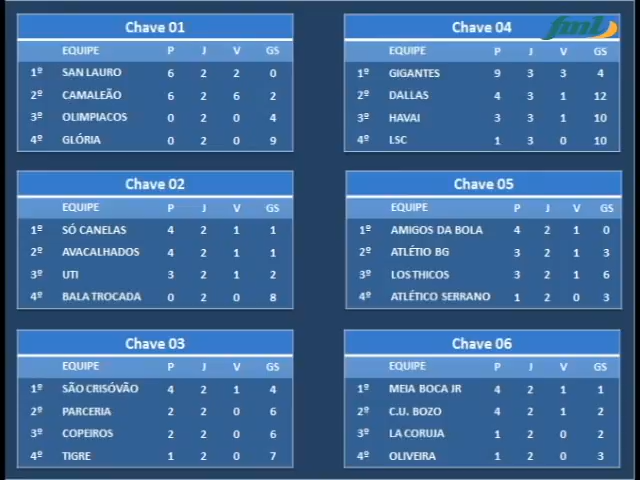 Chave 01
EQUIPE P J V GS
1º SAN LAURO 6 2 2 0
2º CAMALEÃO 6 2 6 2
3º OLIMPIACOS 0 2 0 4
4º GLÓRIA 0 2 0 9
Chave 02
EQUIPE P J V GS
1º SÓ CANELAS 4 2 1 1
2º AVACALHADOS 4 2 1 1
3º UTI 3 2 1 2
4º BALA TROCADA 0 2 0 8
Chave 03
EQUIPE P J V GS
1º SÃO CRISÓVÃO 4 2 1 4
2º PARCERIA 2 2 0 6
3º COPEIROS 2 2 0 6
4º TIGRE 1 2 0 7
Chave 04
fml
EQUIPE P J V GS
1º GIGANTES 9 3 3 4
2º DALLAS 4 3 1 12
3º HAVAI 3 3 1 10
4º LSC 1 3 0 10
Chave 05
EQUIPE P J V GS
1º AMIGOS DA BOLA 4 2 1 0
2º ATLÉTIO BG 3 2 1 3
3º LOS THICOS 3 2 1 6
4º ATLÉTICO SERRANO 1 2 0 3
Chave 06
EQUIPE P J V GS
1º MEIA BOCA JR 4 2 1 1
2º C.U. BOZO 4 2 1 2
3º LA CORUJA 1 2 0 2
4º OLIVEIRA 1 2 0 3